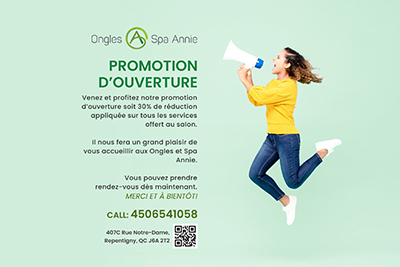 Ongles Spa Annie
PROMOTION
D'OUVERTURE
Venez et profitez notre promotion
d'ouverture soit 30% de réduction
appliquée sur tous les services
offert au salon.
Il nous fera un grand plaisir de
vous accueillir aux Ongles et Spa
Annie.
Vous pouvez prendre
rendez-vous dès maintenant.
MERCI ET À BIENTÔT!
CALL: 4506541058
407C Rue Notre-Dame,
Repentigny, QC J6A 2T2